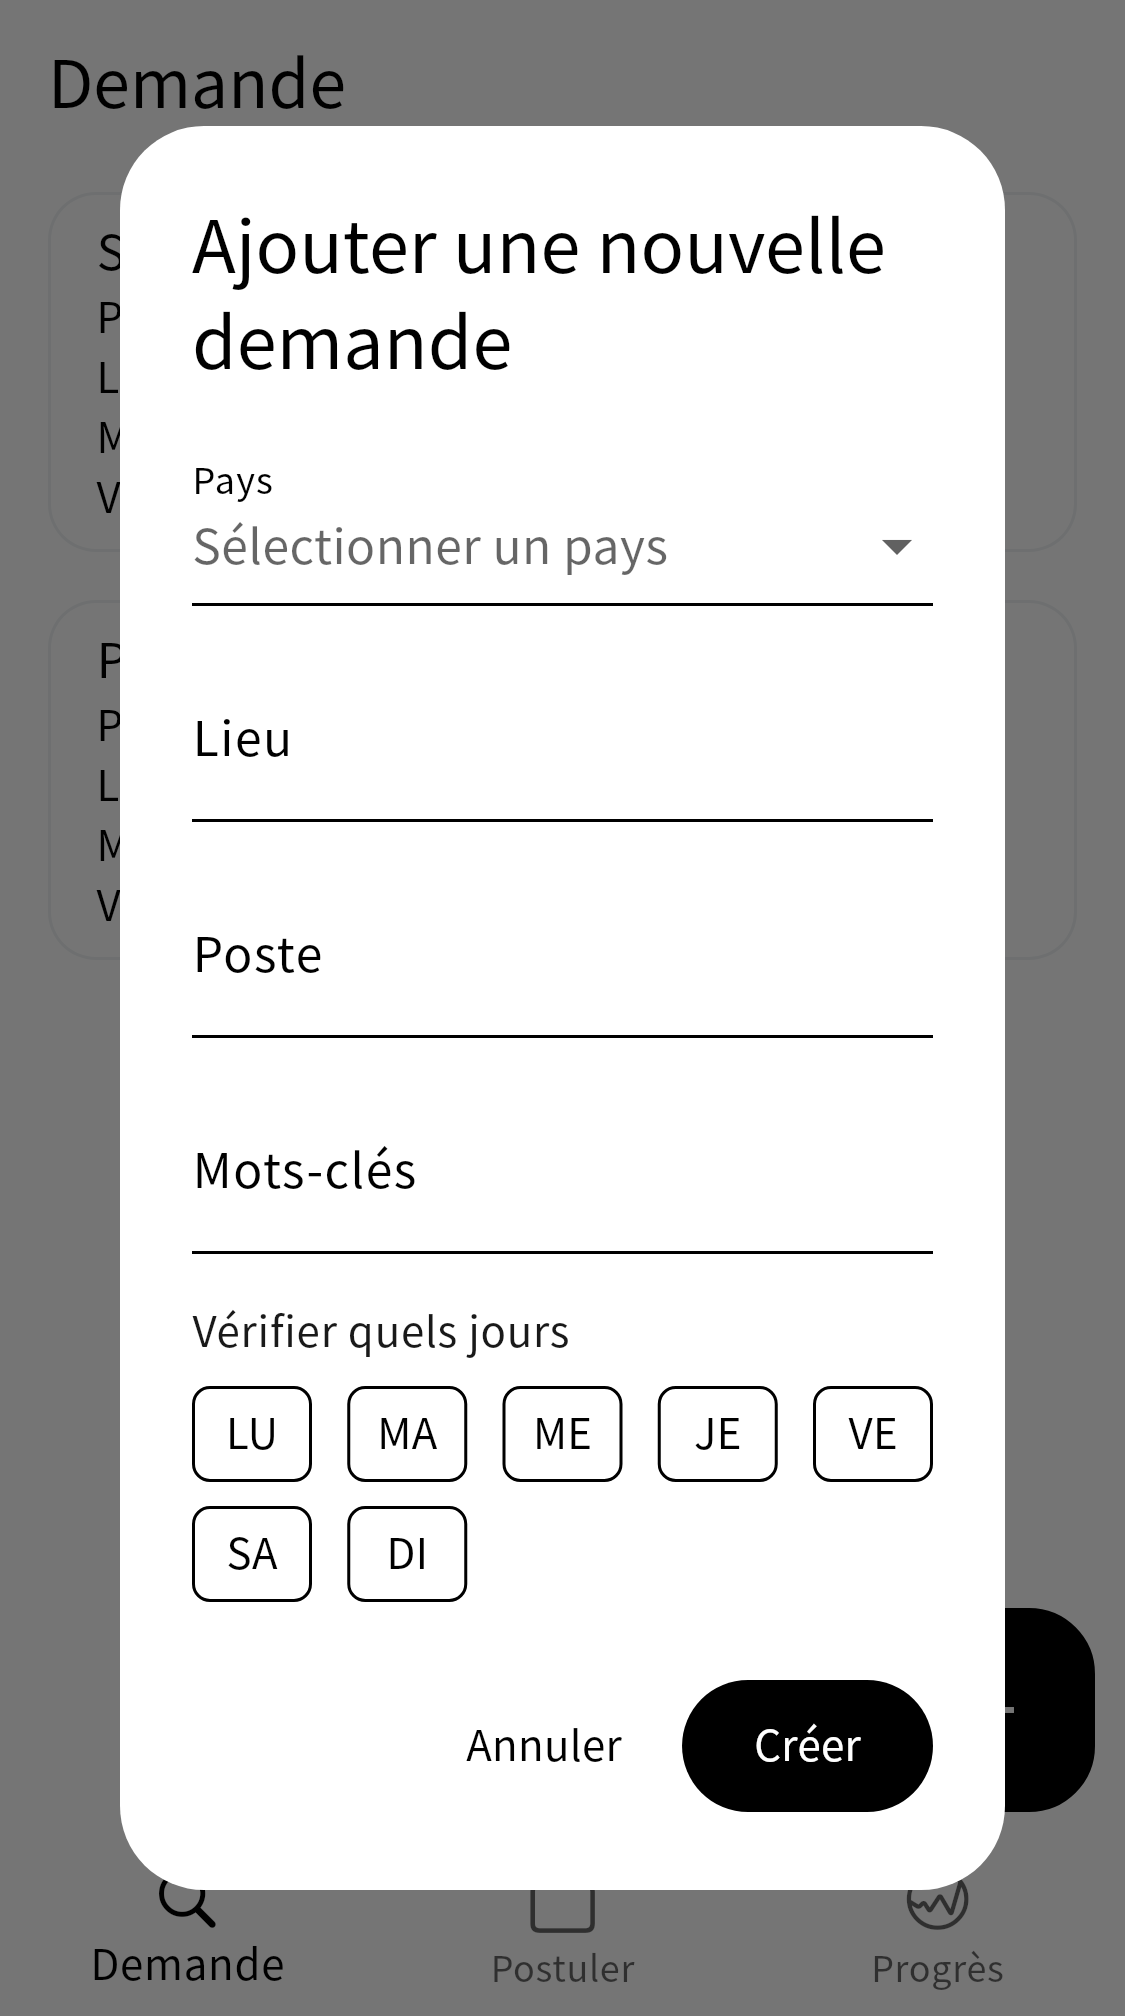 Demande
Ajouter une nouvelle
demande
Pays
Sélectionner un pays
Lieu
Poste
Mots-clés
Vérifier quels jours
LU MA ME JE VE
SA DI
Annuler Créer
Demande Postuler Progrès